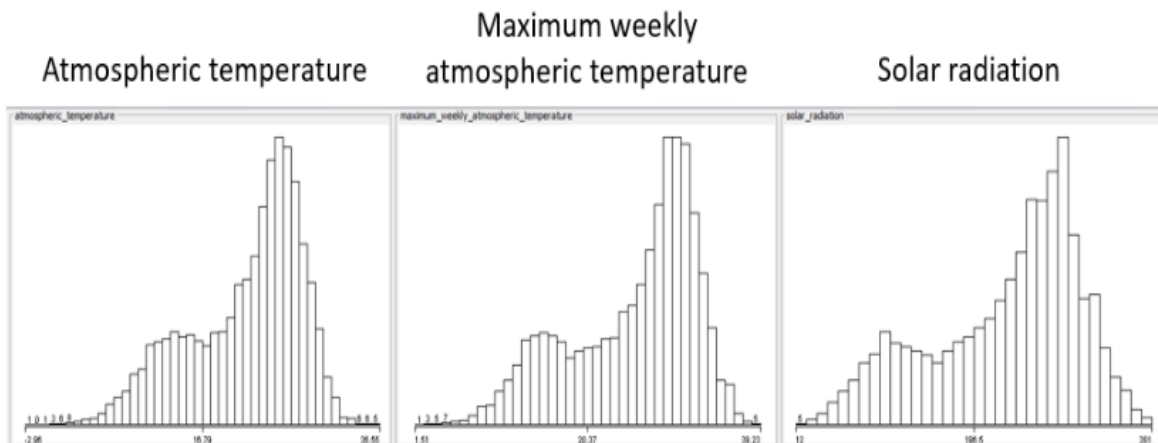 Maximum weekly
Atmospheric temperature atmospheric temperature Solar radiation
atmospheric_temperature maximum_weekly_atmospheric_temperature solar_radiation
-2.96 16.79 36.55 1.51 20.37 39.23 12 196.5 381